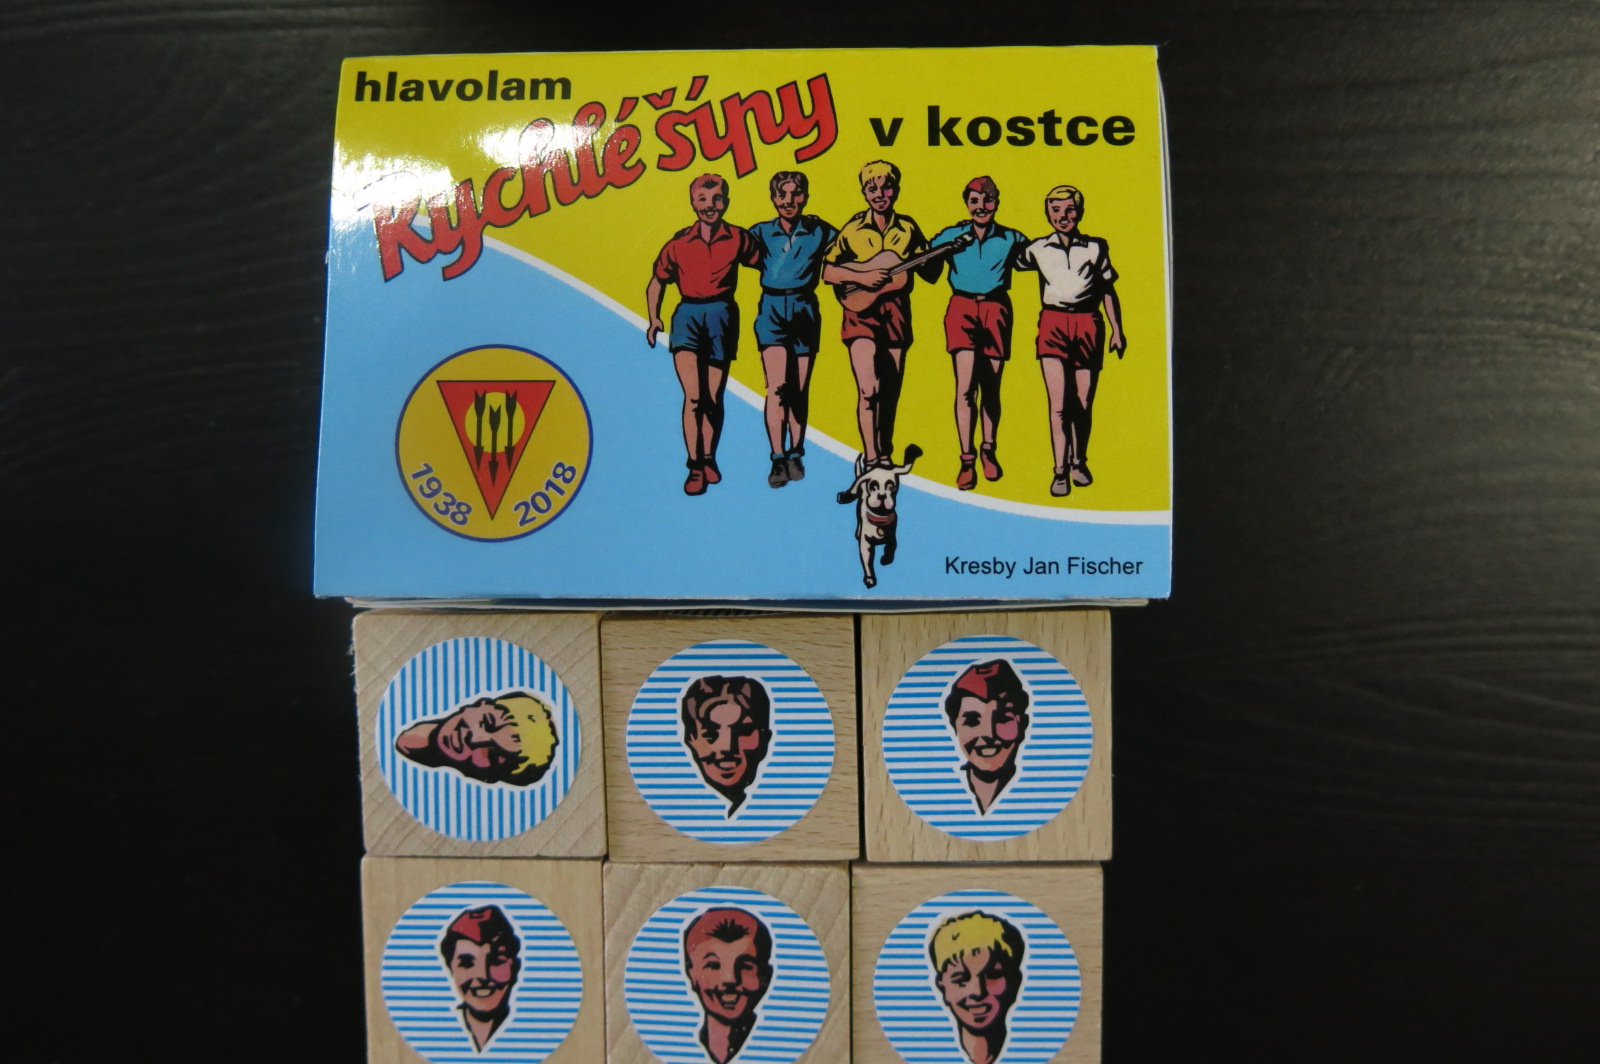 hlavolam
Rychlé šípy
v kostce
1938 2018
Kresby Jan Fischer